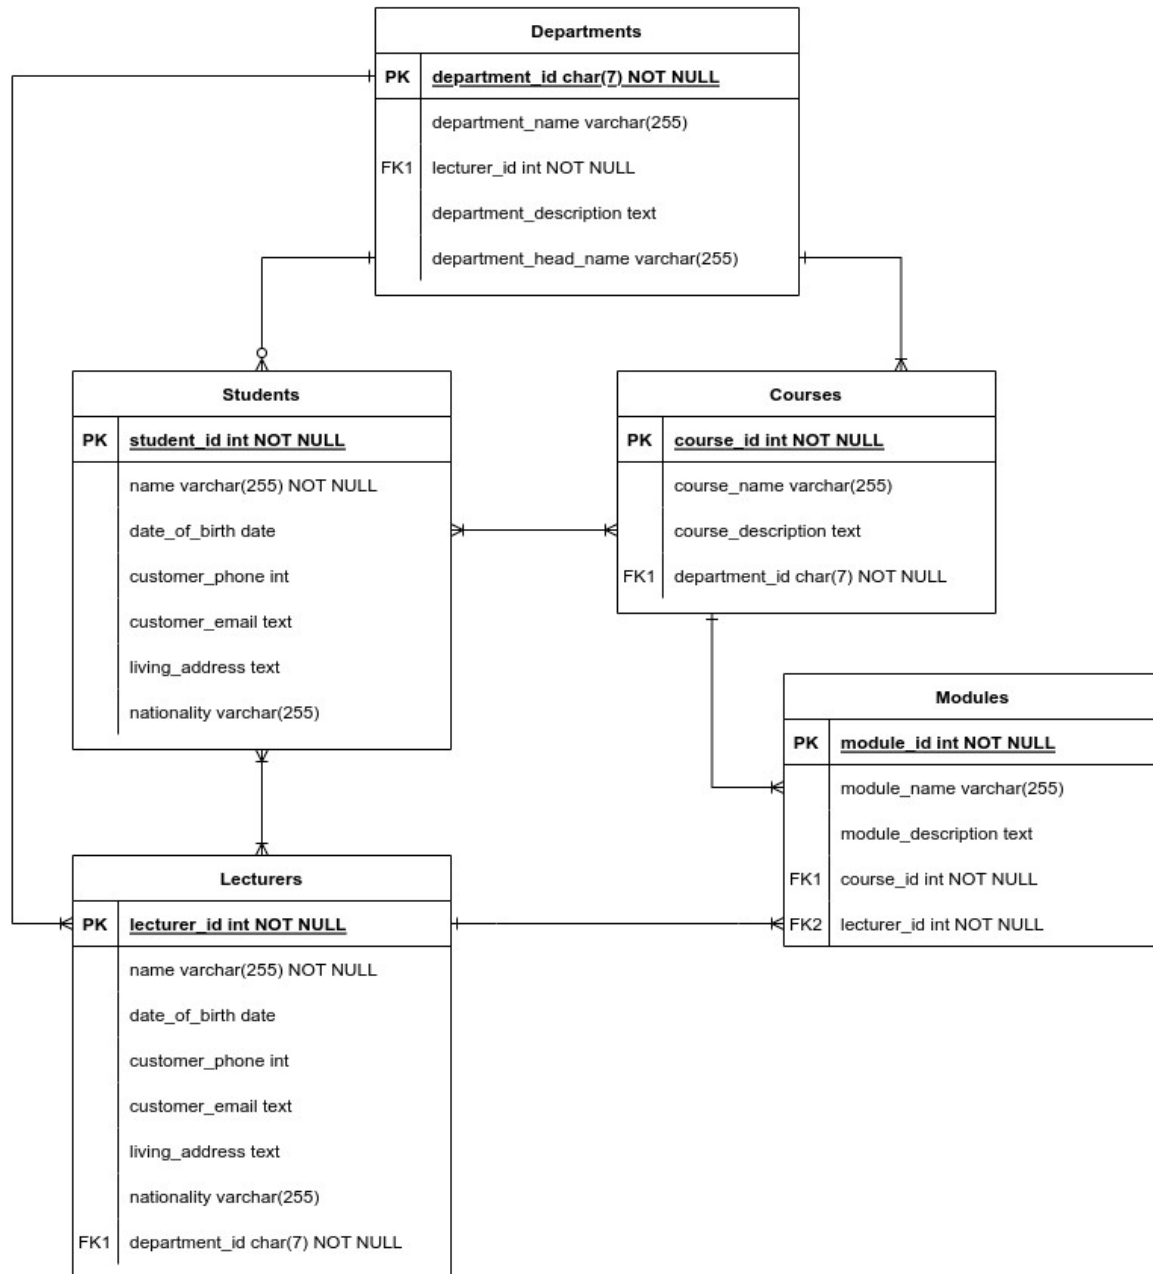 Departments
PK department_id char(7) NOT NULL
department_name varchar(255)
FK1 lecturer_id int NOT NULL
department_description text
department_head_name varchar(255)
Students
PK student_id int NOT NULL
name varchar(255) NOT NULL
date_of_birth date
customer_phone int
customer_email text
living_address text
nationality varchar(255)
Courses
PK course_id int NOT NULL
course_name varchar(255)
course_description text
FK1 department_id char(7) NOT NULL
Modules
PK module_id int NOT NULL
module_name varchar(255)
module_description text
FK1 course_id int NOT NULL
FK2 lecturer_id int NOT NULL
Lecturers
PK lecturer_id int NOT NULL
name varchar(255) NOT NULL
date_of_birth date
customer_phone int
customer_email text
living_address text
nationality varchar(255)
FK1 department_id char(7) NOT NULL